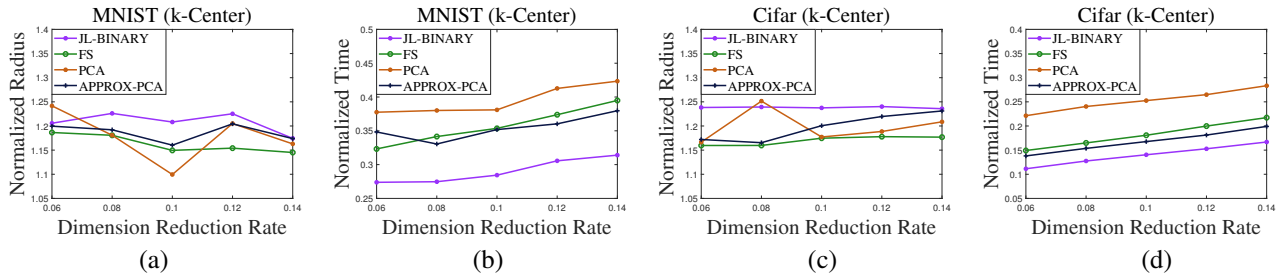 MNIST (k-Center)
1.4
1.35
1.3
1.25
1.2
1.15
1.1
1.05
Normalized Radius
JL-BINARY
FS
PCA
APPROX-PCA
0.06 0.08 0.1 0.12 0.14
Dimension Reduction Rate
(a)
MNIST (k-Center)
0.5
0.45
0.4
0.35
0.3
0.25
Normalized Time
JL-BINARY
FS
PCA
APPROX-PCA
0.06 0.08 0.1 0.12 0.14
Dimension Reduction Rate
(b)
Cifar (k-Center)
1.4
1.35
1.3
1.25
1.2
1.15
1.1
1.05
Normalized Radius
JL-BINARY
FS
PCA
APPROX-PCA
0.06 0.08 0.1 0.12 0.14
Dimension Reduction Rate
(c)
Cifar (k-Center)
0.4
0.35
0.3
0.25
0.2
0.15
0.1
0.05
Normalized Time
JL-BINARY
FS
PCA
APPROX-PCA
0.06 0.08 0.1 0.12 0.14
Dimension Reduction Rate
(d)